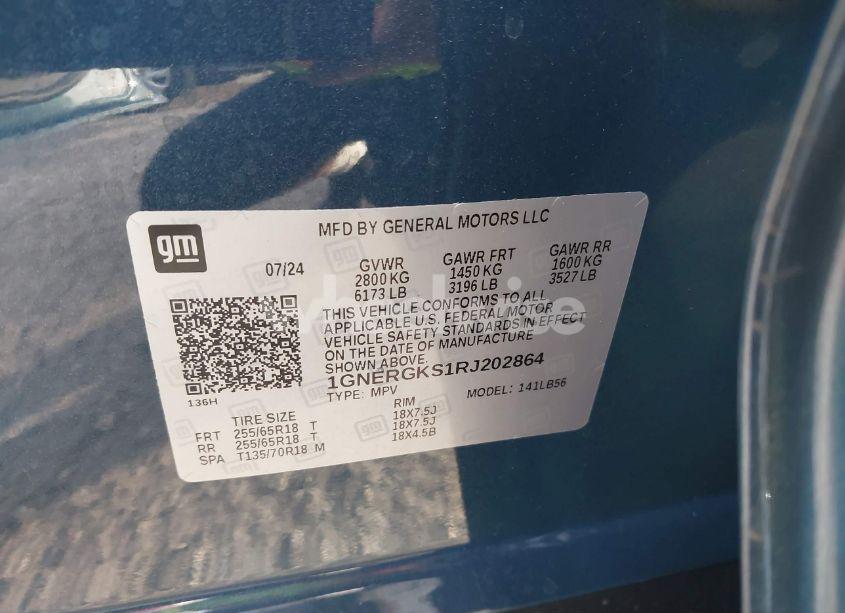 gm
MFD BY GENERAL MOTORS LLC
07/24
GVWR
2800 KG
6173 LB
GAWR FRT
1450 KG
3196 LB
GAWR RR
1600 KG
3527 LB
THIS VEHICLE CONFORMS TO ALL
APPLICABLE U.S. FEDERAL MOTOR
VEHICLE SAFETY STANDARDS IN EFFECT
ON THE DATE OF MANUFACTURE
SHOWN ABOVE.
1GNERGKS1RJ202864
TYPE: MPV MODEL: 141LB56
136H
TIRE SIZE RIM
FRT 255/65R18 T 18X7.5J
RR 255/65R18 T 18X7.5J
SPA T135/70R18 M 18X4.5B